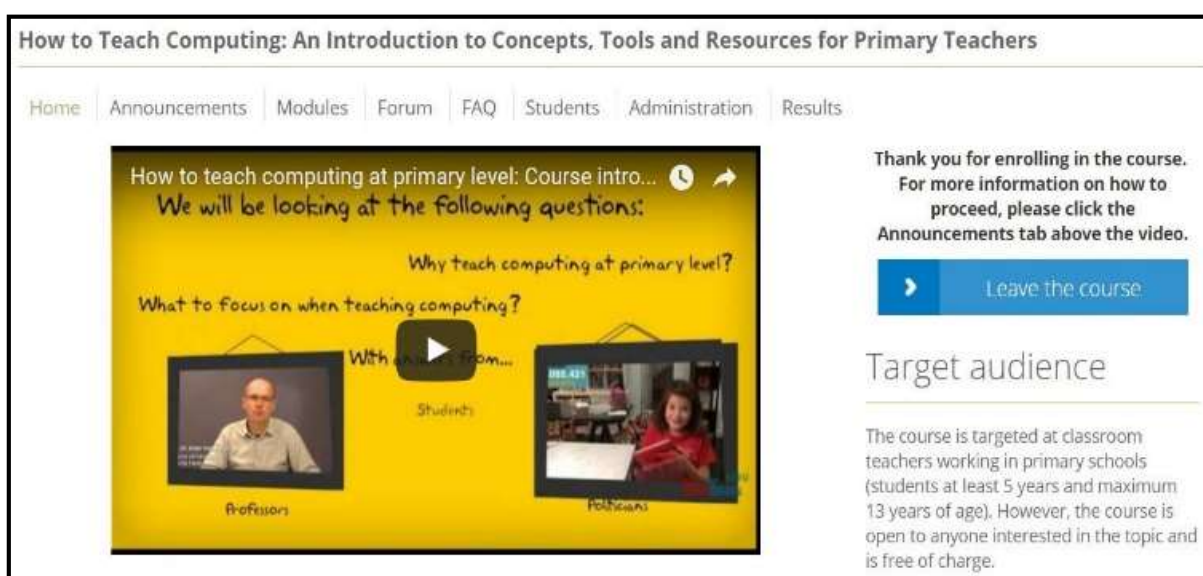 How to Teach Computing: An Introduction to Concepts, Tools and Resources for Primary Teachers
Home
Announcements
Modules
Forum
FAQ
Students
Administration
Results
How to teach computing at primary level: Course intro...
We will be looking at the following questions:
Why teach computing at primary level?
What to focus on when teaching computing?
With from...
Students
Professors
Politicians
Thank you for enrolling in the course.
For more information on how to
proceed, please click the
Announcements tab above the video.
Leave the course
Target audience
The course is targeted at classroom
teachers working in primary schools
(students at least 5 years and maximum
13 years of age). However, the course is
open to anyone interested in the topic and
is free of charge.